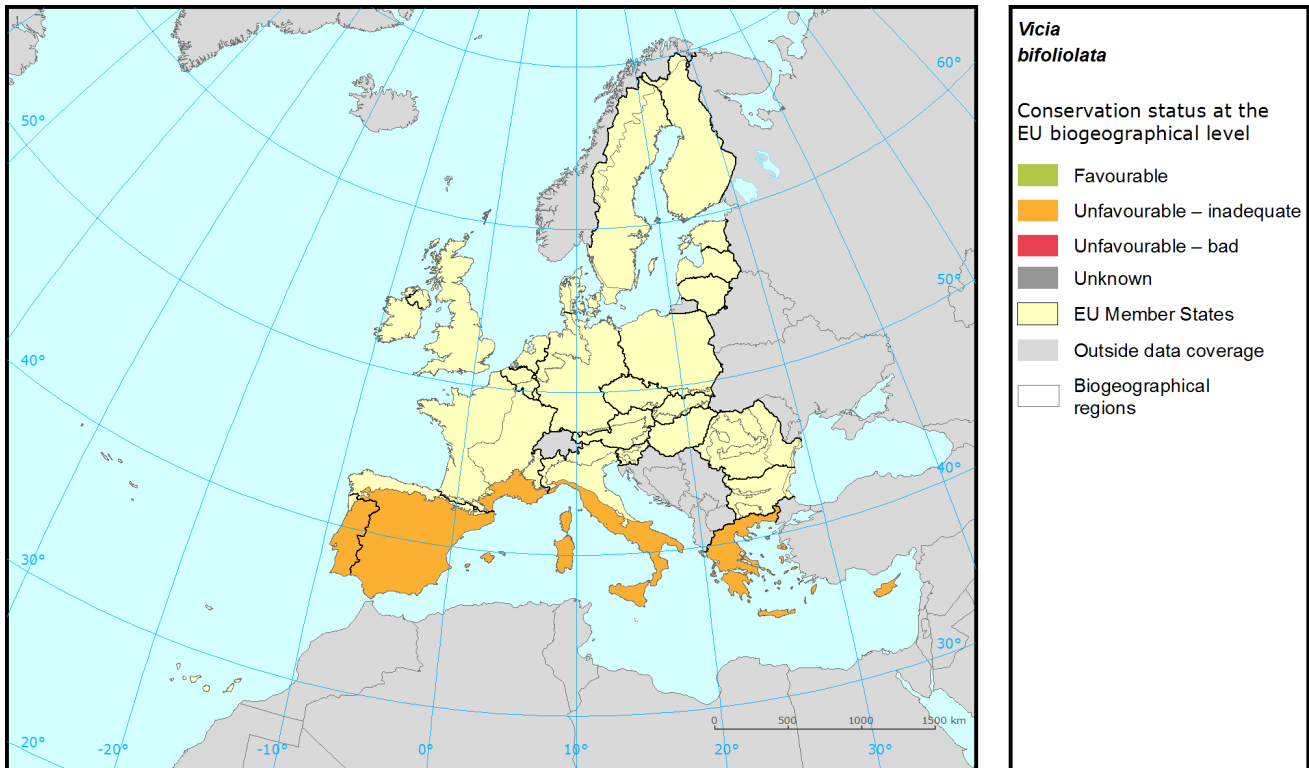 Vicia
bifoliolata
Conservation status at the
EU biogeographical level
Favourable
Unfavourable – inadequate
Unfavourable – bad
Unknown
EU Member States
Outside data coverage
Biogeographical
regions
60°
50°
50°
40°
40°
30°
30°
0 500 1000 1500 km
20° -20° -10° 0° 10° 20° 30°